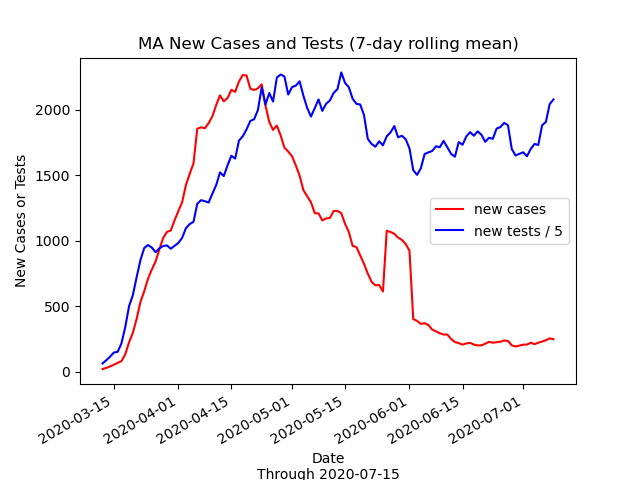 MA New Cases and Tests (7-day rolling mean)
New Cases or Tests
2000
1500
1000
500
0
new cases
new tests / 5
2020-03-15
2020-04-01
2020-04-15
2020-05-01
2020-05-15
2020-06-01
2020-06-15
2020-07-01
Date
Through 2020-07-15